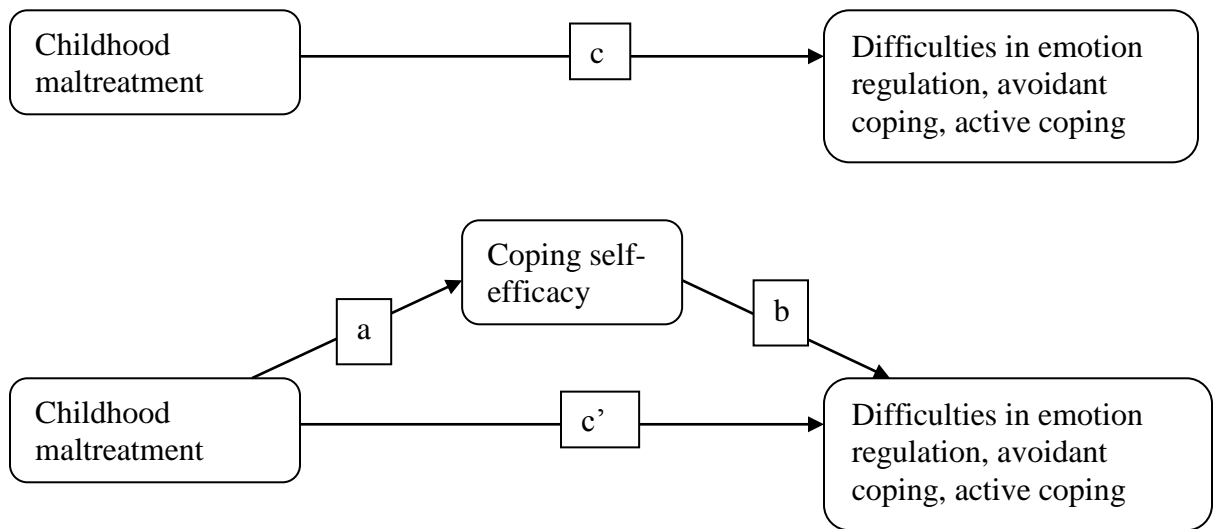 Childhood
maltreatment
c
Difficulties in emotion
regulation, avoidant
coping, active coping
Coping self-
efficacy
a
b
Childhood
maltreatment
c’
Difficulties in emotion
regulation, avoidant
coping, active coping